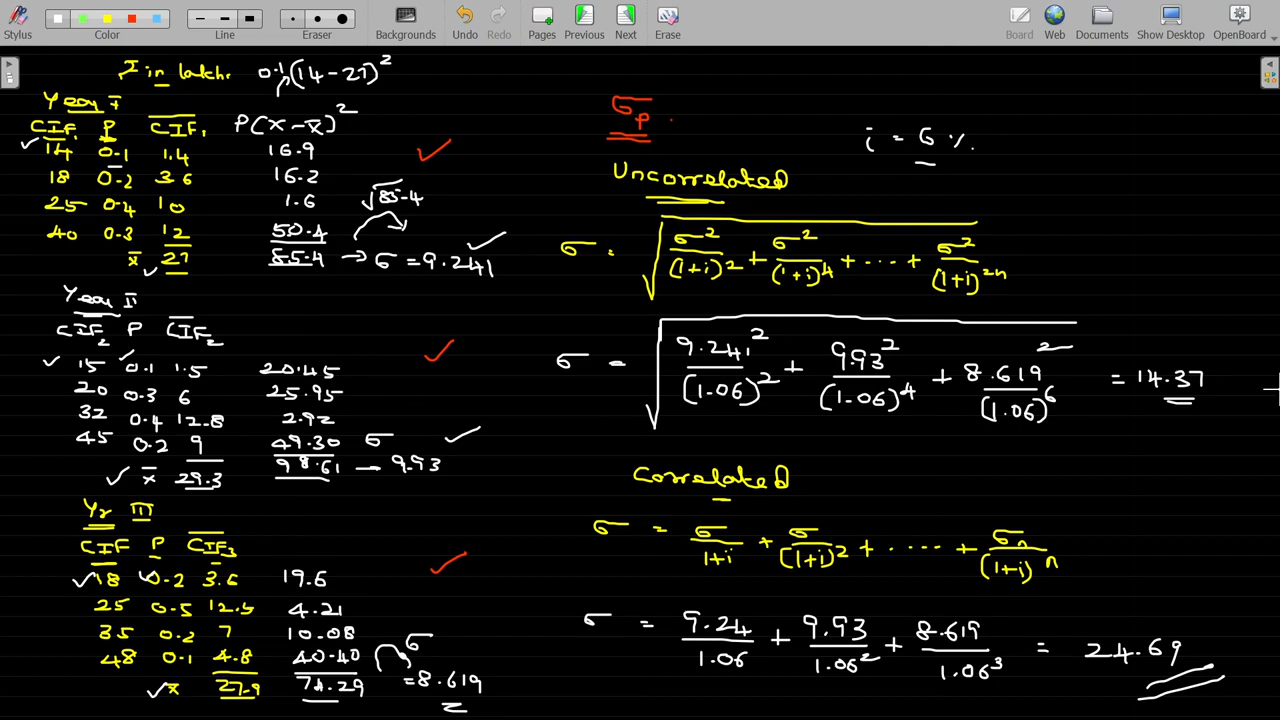 Stylus Color Line Eraser Backgrounds Undo Redo Pages Previous Next Erase Board Web Documents Show Desktop OpenBoard
₹ in lakhs 0.1(14-27)²
Year I
CIF₁ P C̅I̅F̅₁ P(x-x̅)²
14 0.1 1.4 16.9
18 0.2 3.6 16.2
25 0.4 10 1.6 √85.4
40 0.3 12 50.4
x̅ 27 85.4 → σ = 9.241
Year II
CIF₂ P C̅I̅F̅₂
15 0.1 1.5 20.45
20 0.3 6 25.95
32 0.4 12.8 2.92
45 0.2 9 49.30 σ
x̅ 29.3 98.61 → 9.93
Yr III
CIF P C̅I̅F̅₃
18 0.2 3.6 19.6
25 0.5 12.5 4.21
35 0.2 7 10.08
48 0.1 4.8 40.40 σ
x̅ 27.9 74.29 = 8.619
σP
i = 6 %.
Uncorrelated
σ = √ σ²/(1+i)² + σ²/(1+i)⁴ + .... + σ²/(1+i)²ⁿ
σ = √ 9.241²/(1.06)² + 9.93²/(1.06)⁴ + 8.619²/(1.06)⁶ = 14.37
Correlated
σ = σ/1+i + σ/(1+i)² + ..... + σn/(1+i)ⁿ
σ = 9.24/1.06 + 9.93/1.06² + 8.619/1.06³ = 24.69